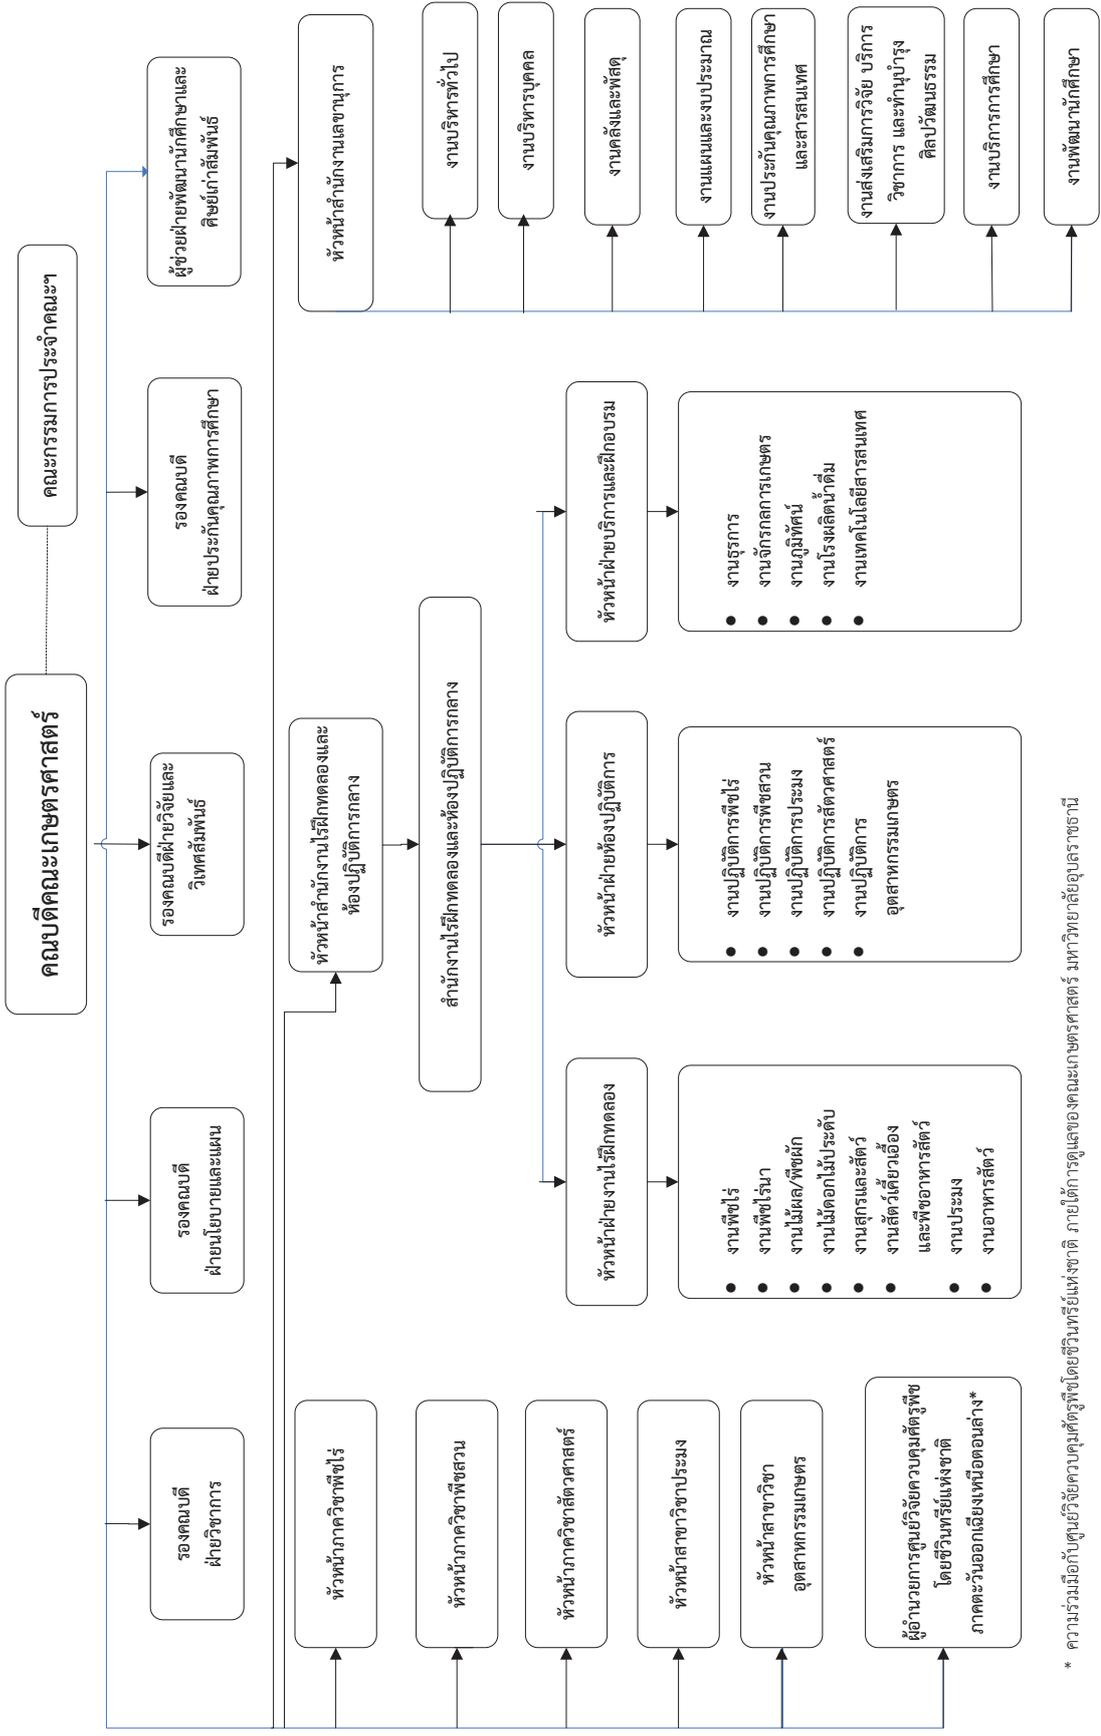 คณบดีคณะเกษตรศาสตร์
คณะกรรมการประจำคณะฯ
รองคณบดี
ฝ่ายวิชาการ
รองคณบดี
ฝ่ายนโยบายและแผน
รองคณบดีฝ่ายวิจัยและ
วิเทศสัมพันธ์
รองคณบดี
ฝ่ายประกันคุณภาพการศึกษา
ผู้ช่วยฝ่ายพัฒนานักศึกษาและ
ศิษย์เก่าสัมพันธ์
หัวหน้าภาควิชาพืชไร่
หัวหน้าภาควิชาพืชสวน
หัวหน้าภาควิชาสัตวศาสตร์
หัวหน้าสาขาวิชาประมง
หัวหน้าสาขาวิชา
อุตสาหกรรมเกษตร
ผู้อำนวยการศูนย์วิจัยควบคุมศัตรูพืช
โดยชีวินทรีย์แห่งชาติ
ภาคตะวันออกเฉียงเหนือตอนล่าง*
หัวหน้าสำนักงานไร่ฝึกทดลองและ
ห้องปฏิบัติการกลาง
สำนักงานไร่ฝึกทดลองและห้องปฏิบัติการกลาง
หัวหน้าฝ่ายงานไร่ฝึกทดลอง
● งานพืชไร่
● งานพืชไร่นา
● งานไม้ผล/พืชผัก
● งานไม้ดอกไม้ประดับ
● งานสุกรและสัตว์
● งานสัตว์เคี้ยวเอื้อง
และพืชอาหารสัตว์
● งานประมง
● งานอาหารสัตว์
หัวหน้าฝ่ายห้องปฏิบัติการ
● งานปฏิบัติการพืชไร่
● งานปฏิบัติการพืชสวน
● งานปฏิบัติการประมง
● งานปฏิบัติการสัตวศาสตร์
● งานปฏิบัติการ
อุตสาหกรรมเกษตร
หัวหน้าฝ่ายบริการและฝึกอบรม
● งานธุรการ
● งานจักรกลการเกษตร
● งานภูมิทัศน์
● งานโรงผลิตน้ำดื่ม
● งานเทคโนโลยีสารสนเทศ
หัวหน้าสำนักงานเลขานุการ
งานบริหารทั่วไป
งานบริหารบุคคล
งานคลังและพัสดุ
งานแผนและงบประมาณ
งานประกันคุณภาพการศึกษา
และสารสนเทศ
งานส่งเสริมการวิจัย บริการ
วิชาการ และทำนุบำรุง
ศิลปวัฒนธรรม
งานบริการการศึกษา
งานพัฒนานักศึกษา
* ความร่วมมือกับศูนย์วิจัยควบคุมศัตรูพืชโดยชีวินทรีย์แห่งชาติ ภายใต้การดูแลของคณะเกษตรศาสตร์ มหาวิทยาลัยอุบลราชธานี